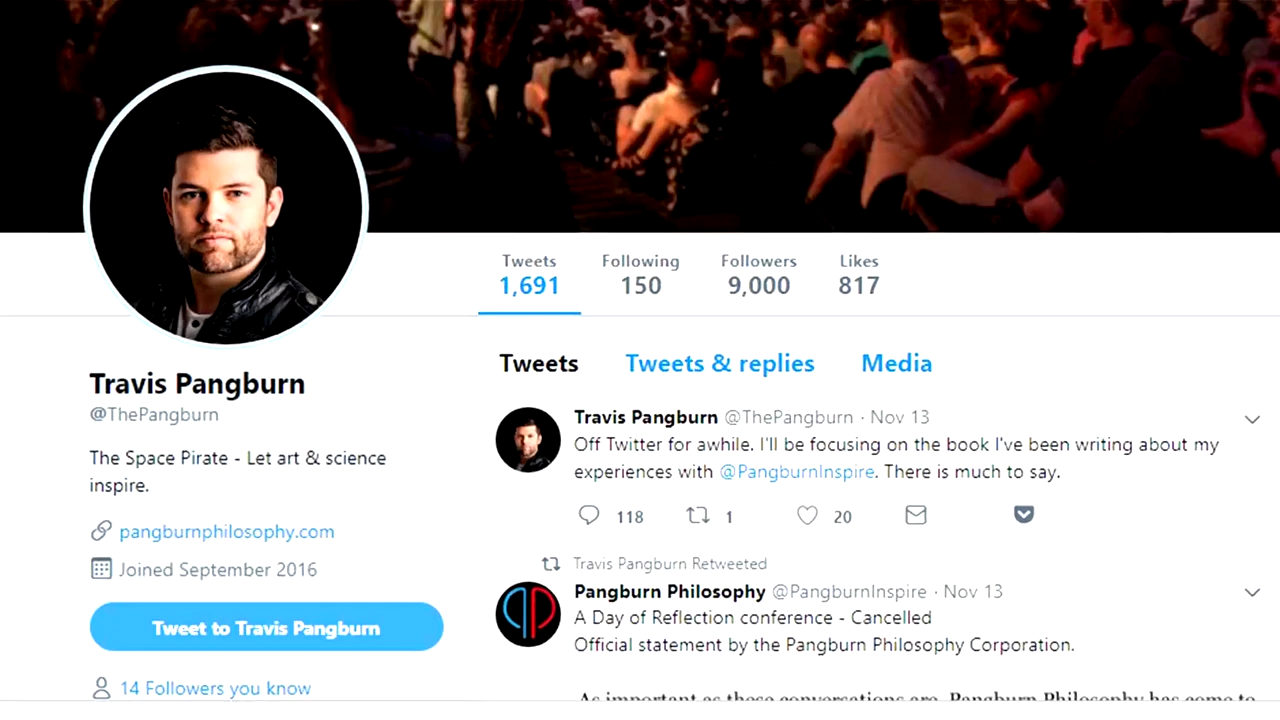 Tweets
1,691
Following
150
Followers
9,000
Likes
817
Travis Pangburn
@ThePangburn
The Space Pirate - Let art & science
inspire.
pangburnphilosophy.com
Joined September 2016
Tweet to Travis Pangburn
14 Followers you know
Tweets Tweets & replies Media
Travis Pangburn @ThePangburn · Nov 13
Off Twitter for awhile. I'll be focusing on the book I've been writing about my
experiences with @PangburnInspire. There is much to say.
118 1 20
Travis Pangburn Retweeted
Pangburn Philosophy @PangburnInspire · Nov 13
A Day of Reflection conference - Cancelled
Official statement by the Pangburn Philosophy Corporation.
As important as these conversations are, Pangburn Philosophy has come to